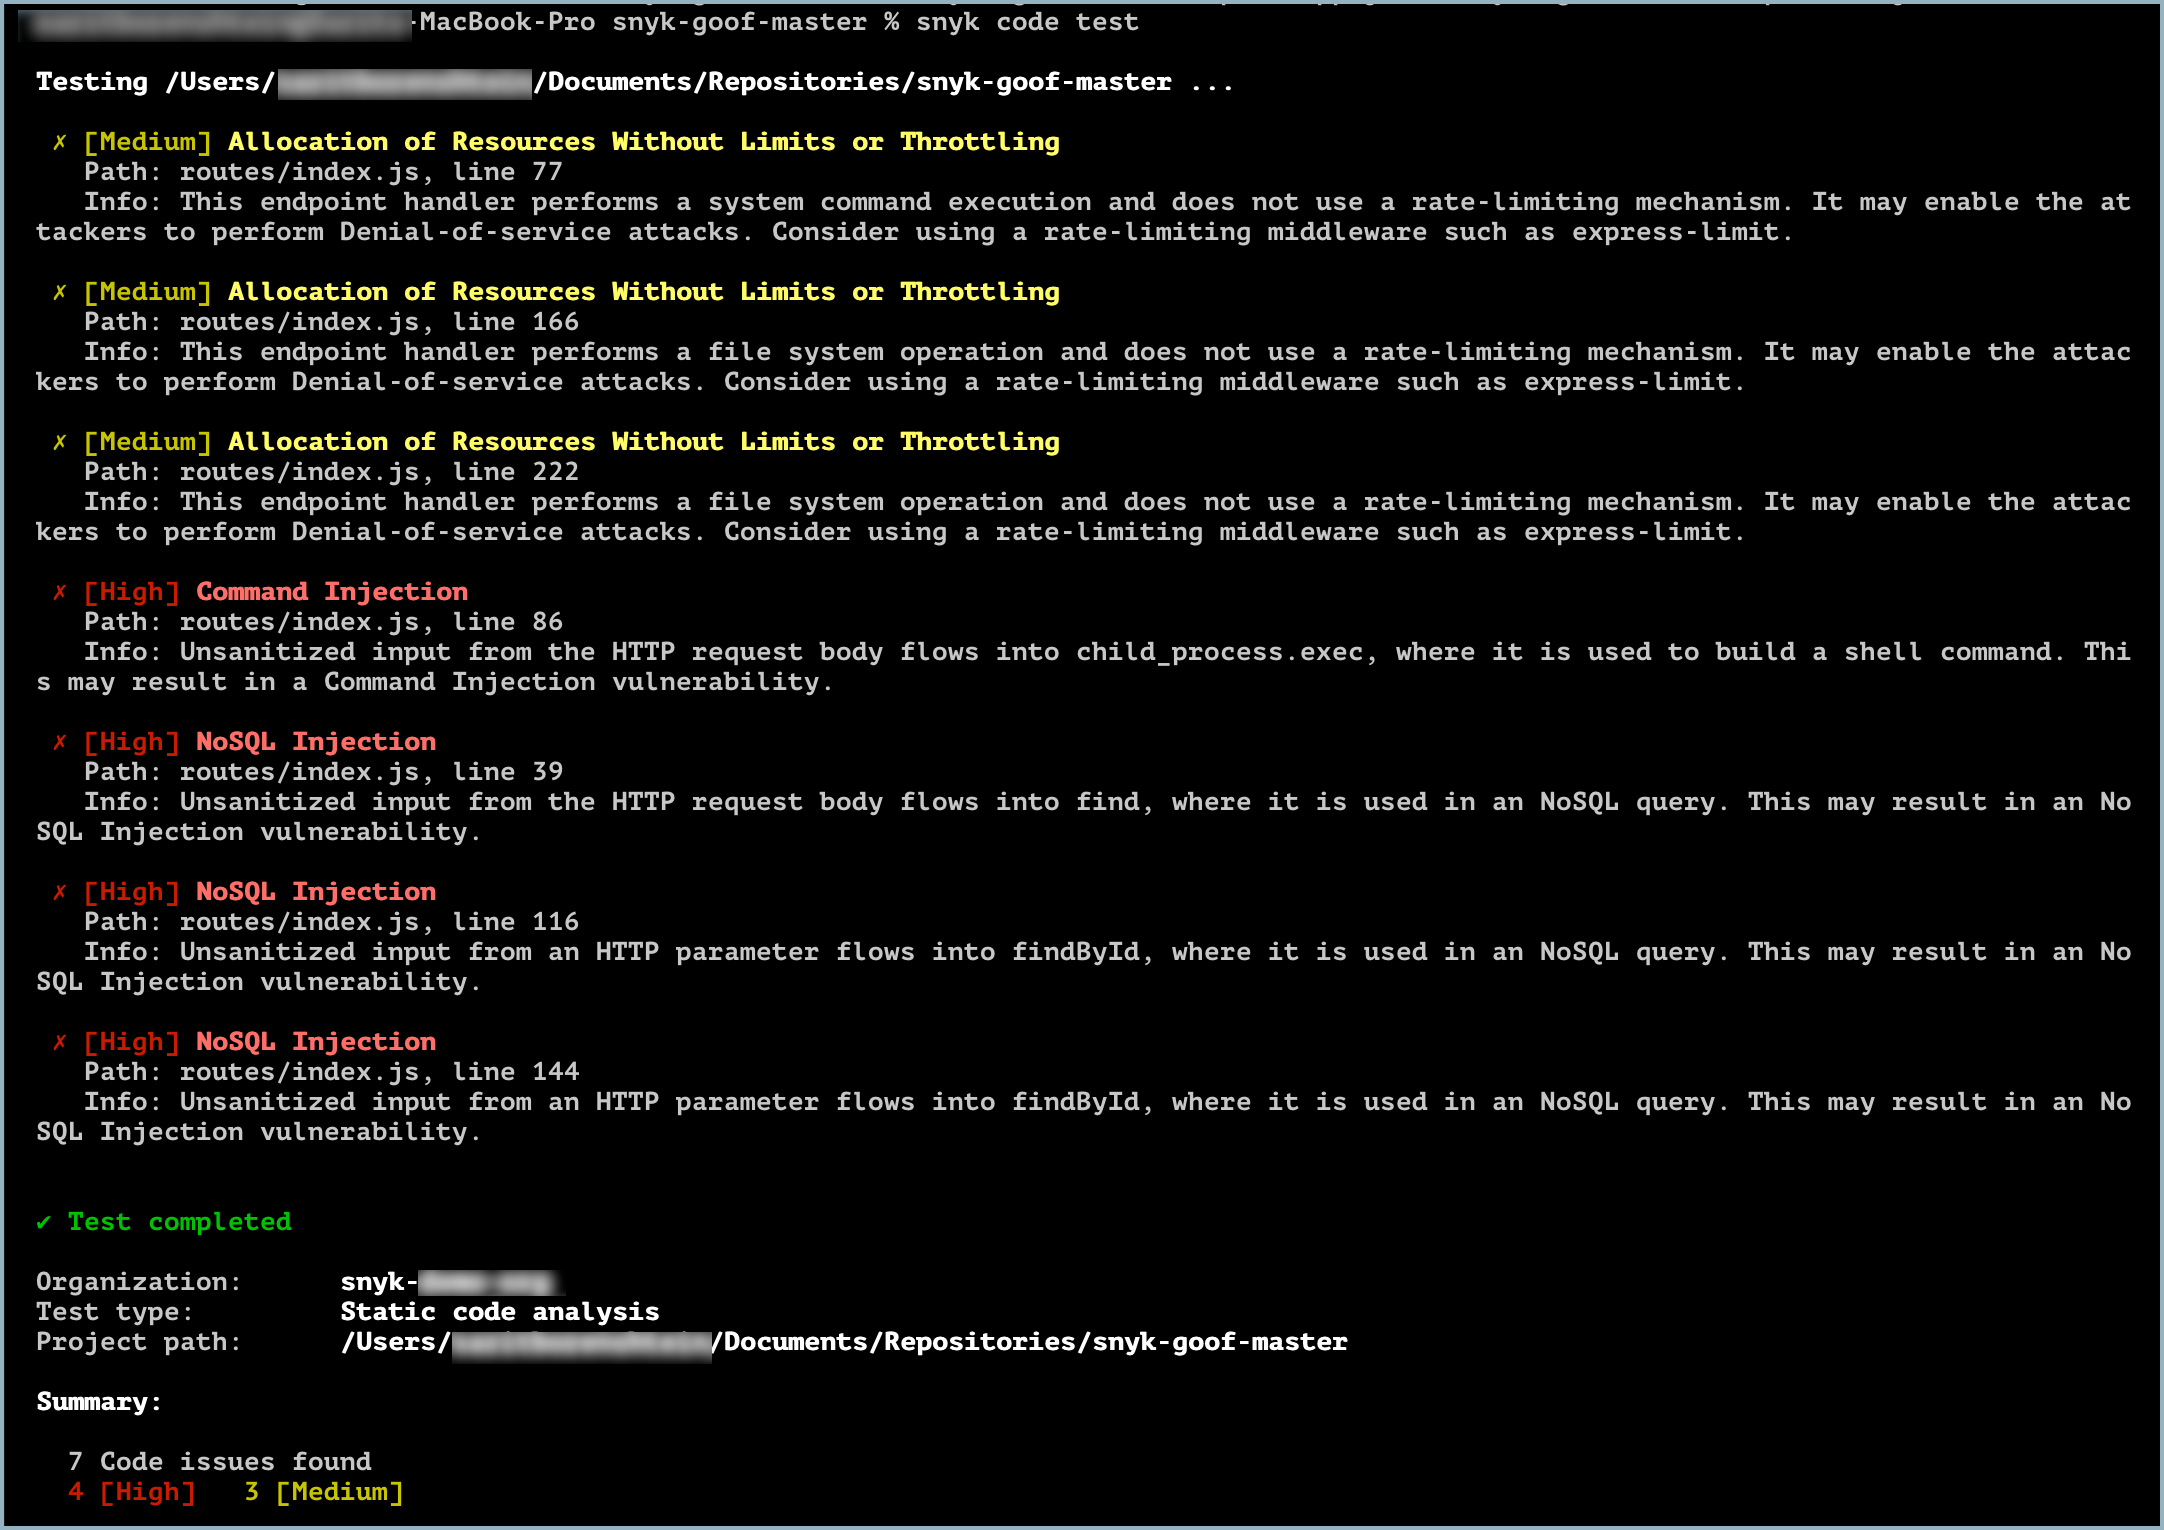 -MacBook-Pro snyk-goof-master % snyk code test
Testing /Users/ /Documents/Repositories/snyk-goof-master ...
✗ [Medium] Allocation of Resources Without Limits or Throttling
Path: routes/index.js, line 77
Info: This endpoint handler performs a system command execution and does not use a rate-limiting mechanism. It may enable the at
tackers to perform Denial-of-service attacks. Consider using a rate-limiting middleware such as express-limit.
✗ [Medium] Allocation of Resources Without Limits or Throttling
Path: routes/index.js, line 166
Info: This endpoint handler performs a file system operation and does not use a rate-limiting mechanism. It may enable the attac
kers to perform Denial-of-service attacks. Consider using a rate-limiting middleware such as express-limit.
✗ [Medium] Allocation of Resources Without Limits or Throttling
Path: routes/index.js, line 222
Info: This endpoint handler performs a file system operation and does not use a rate-limiting mechanism. It may enable the attac
kers to perform Denial-of-service attacks. Consider using a rate-limiting middleware such as express-limit.
✗ [High] Command Injection
Path: routes/index.js, line 86
Info: Unsanitized input from the HTTP request body flows into child_process.exec, where it is used to build a shell command. Thi
s may result in a Command Injection vulnerability.
✗ [High] NoSQL Injection
Path: routes/index.js, line 39
Info: Unsanitized input from the HTTP request body flows into find, where it is used in an NoSQL query. This may result in an No
SQL Injection vulnerability.
✗ [High] NoSQL Injection
Path: routes/index.js, line 116
Info: Unsanitized input from an HTTP parameter flows into findById, where it is used in an NoSQL query. This may result in an No
SQL Injection vulnerability.
✗ [High] NoSQL Injection
Path: routes/index.js, line 144
Info: Unsanitized input from an HTTP parameter flows into findById, where it is used in an NoSQL query. This may result in an No
SQL Injection vulnerability.
✔ Test completed
Organization: snyk-
Test type: Static code analysis
Project path: /Users/ /Documents/Repositories/snyk-goof-master
Summary:
7 Code issues found
4 [High] 3 [Medium]